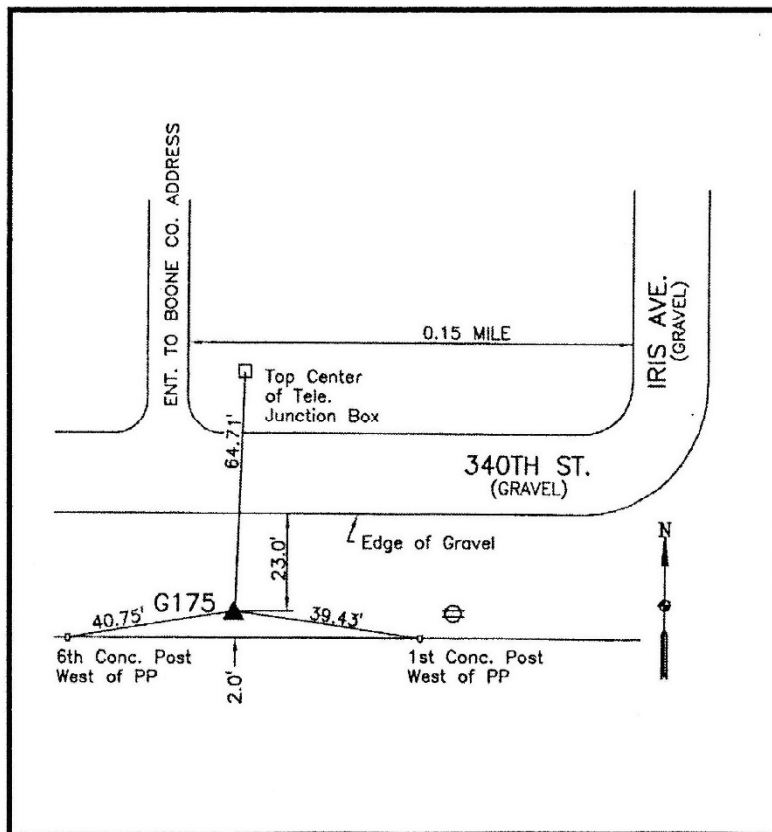 ENT. TO BOONE CO. ADDRESS
IRIS AVE.
(GRAVEL)
0.15 MILE
Top Center
of Tele.
Junction Box
64.71'
340TH ST.
(GRAVEL)
Edge of Gravel
23.0'
N
G175
40.75'
39.43'
6th Conc. Post
West of PP
2.0'
1st Conc. Post
West of PP